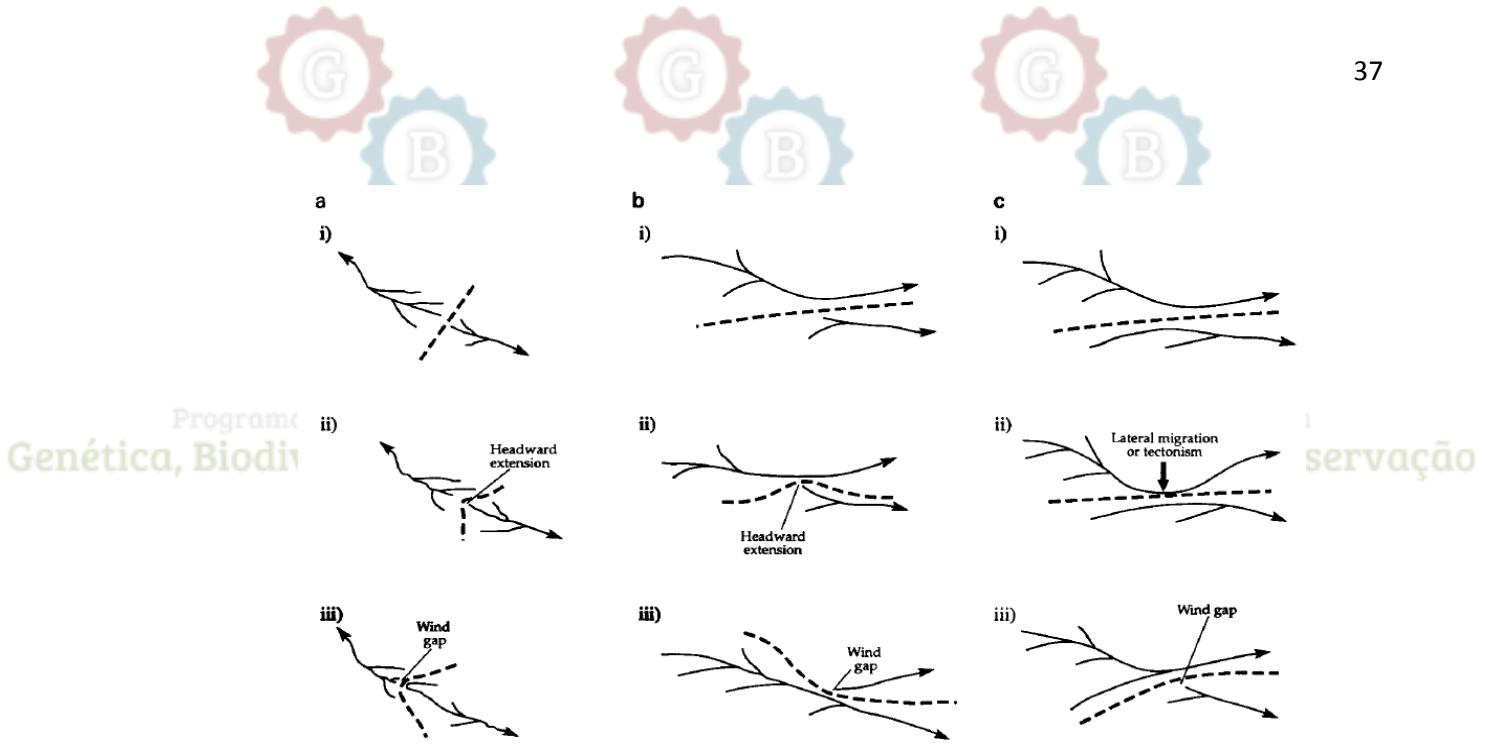 G
B
G
B
G
B
37
a
b
c
i)
i)
i)
Programa
Genética, Biodiv
servação
ii)
Headward
extension
ii)
Headward
extension
ii)
Lateral migration
or tectonism
iii)
Wind
gap
iii)
Wind
gap
iii)
Wind gap